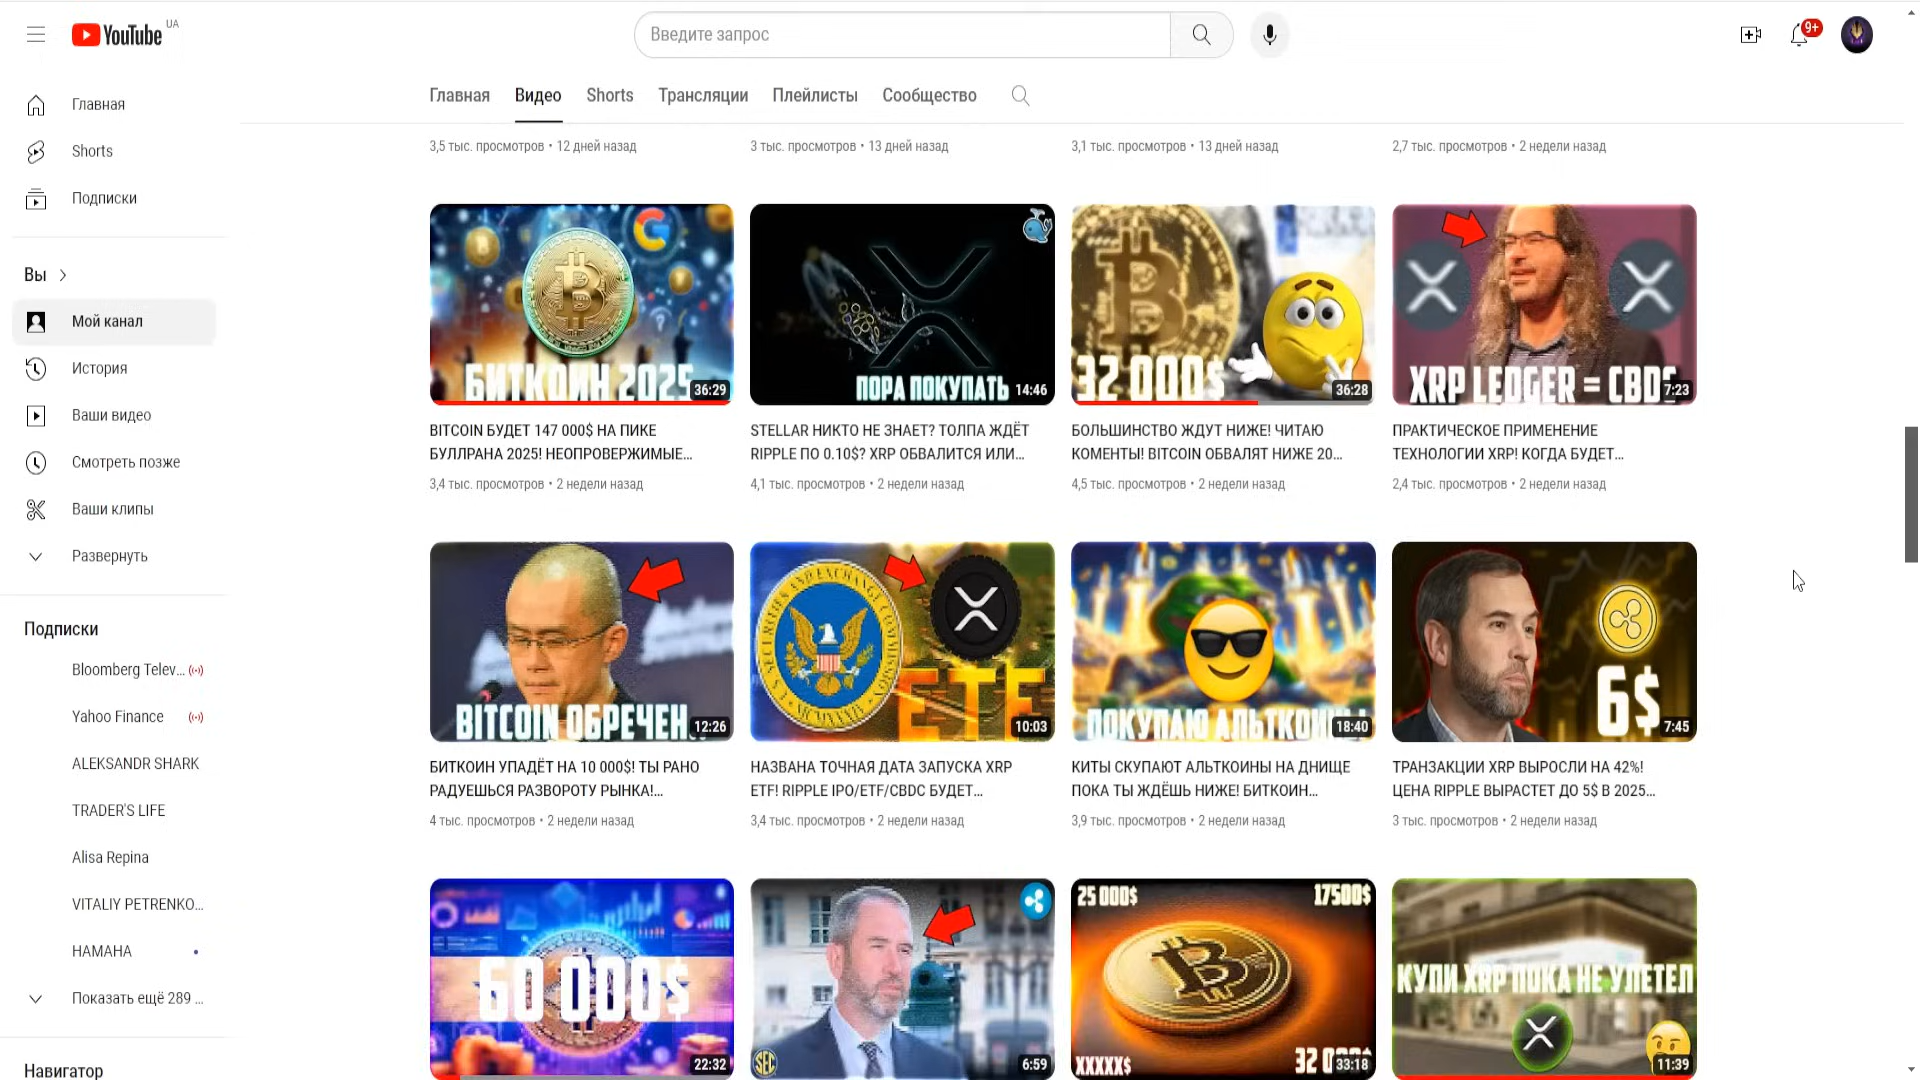 YouTube UA
Введите запрос
9+
Главная
Shorts
Подписки
Вы
Мой канал
История
Ваши видео
Смотреть позже
Ваши клипы
Развернуть
Подписки
Bloomberg Telev...
Yahoo Finance
ALEKSANDR SHARK
TRADER'S LIFE
Alisa Repina
VITALIY PETRENKO...
НАМАНА
Показать ещё 289 ...
Навигатор
Главная Видео Shorts Трансляции Плейлисты Сообщество
3,5 тыс. просмотров • 12 дней назад
3 тыс. просмотров • 13 дней назад
3,1 тыс. просмотров • 13 дней назад
2,7 тыс. просмотров • 2 недели назад
БИТКОИН 2025
36:29
BITCOIN БУДЕТ 147 000$ НА ПИКЕ
БУЛЛРАНА 2025! НЕОПРОВЕРЖИМЫЕ...
3,4 тыс. просмотров • 2 недели назад
ПОРА ПОКУПАТЬ
14:46
STELLAR НИКТО НЕ ЗНАЕТ? ТОЛПА ЖДЁТ
RIPPLE ПО 0.10$? XRP ОБВАЛИТСЯ ИЛИ...
4,1 тыс. просмотров • 2 недели назад
32 000$
36:28
БОЛЬШИНСТВО ЖДУТ НИЖЕ! ЧИТАЮ
КОМЕНТЫ! BITCOIN ОБВАЛЯТ НИЖЕ 20...
4,5 тыс. просмотров • 2 недели назад
XRP LEDGER = CBDC
7:23
ПРАКТИЧЕСКОЕ ПРИМЕНЕНИЕ
ТЕХНОЛОГИИ XRP! КОГДА БУДЕТ...
2,4 тыс. просмотров • 2 недели назад
BITCOIN ОБРЕЧЕН
12:26
БИТКОИН УПАДЁТ НА 10 000$! ТЫ РАНО
РАДУЕШЬСЯ РАЗВОРОТУ РЫНКА!...
4 тыс. просмотров • 2 недели назад
ETF
10:03
НАЗВАНА ТОЧНАЯ ДАТА ЗАПУСКА XRP
ETF! RIPPLE IPO/ETF/CBDC БУДЕТ...
3,4 тыс. просмотров • 2 недели назад
ПОКУПАЮ АЛЬТКОИНЫ
18:40
КИТЫ СКУПАЮТ АЛЬТКОИНЫ НА ДНИЩЕ
ПОКА ТЫ ЖДЁШЬ НИЖЕ! БИТКОИН...
3,9 тыс. просмотров • 2 недели назад
6$
7:45
ТРАНЗАКЦИИ XRP ВЫРОСЛИ НА 42%!
ЦЕНА RIPPLE ВЫРАСТЕТ ДО 5$ В 2025...
3 тыс. просмотров • 2 недели назад
60 000$
22:32
SEC
6:59
25 000$
17500$
XXXXX$
33:18
КУПИ XRP ПОКА НЕ УЛЕТЕЛ
11:39